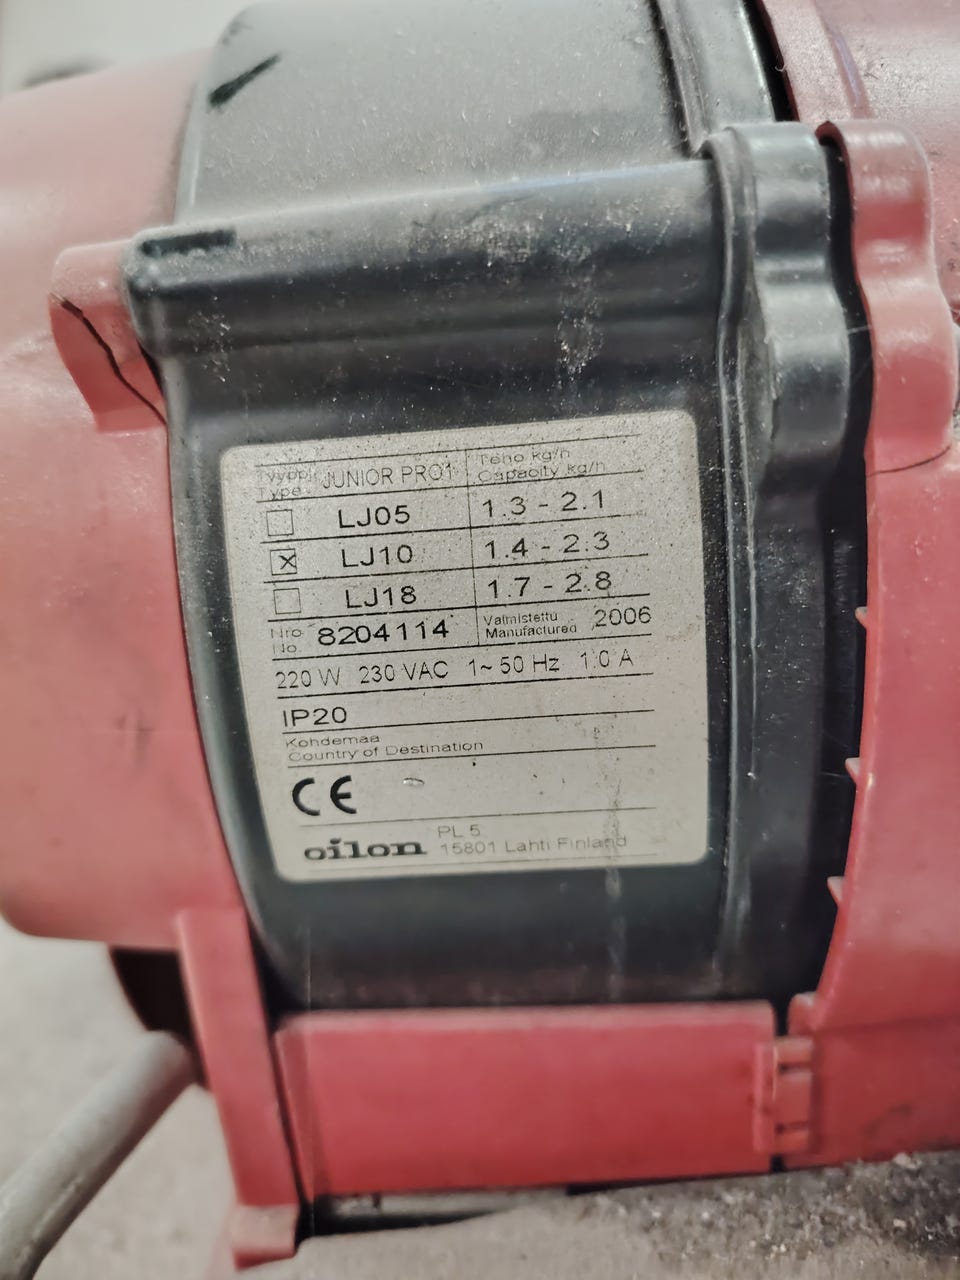 Tyyppi
Type JUNIOR PRO1 Teho kg/h
Capacity kg/h
LJ05 1.3 - 2.1
☒ LJ10 1.4 - 2.3
LJ18 1.7 - 2.8
Nro
No. 8204114 Valmistettu
Manufactured 2006
220 W 230 VAC 1~ 50 Hz 1.0 A
IP20
Kohdemaa
Country of Destination
CE
oilon PL 5
15801 Lahti Finland